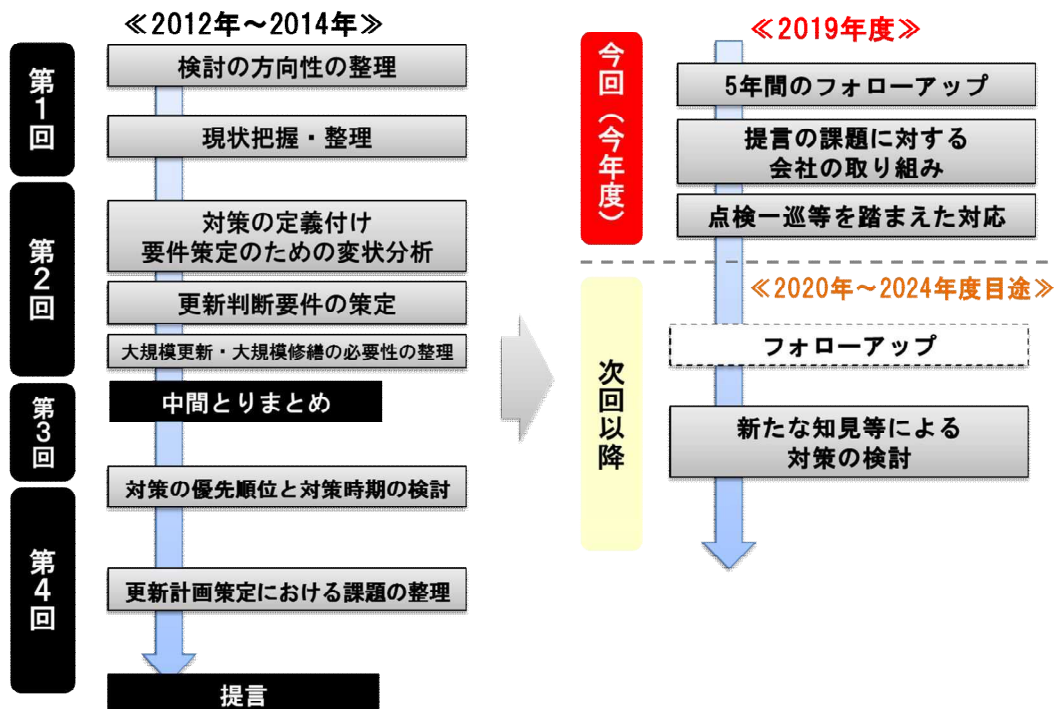 ≪2012年～2014年≫
第1回
検討の方向性の整理
現状把握・整理
第2回
対策の定義付け
要件策定のための変状分析
更新判断要件の策定
大規模更新・大規模修繕の必要性の整理
第3回
中間とりまとめ
第4回
対策の優先順位と対策時期の検討
更新計画策定における課題の整理
提言
≪2019年度≫
今回（今年度）
5年間のフォローアップ
提言の課題に対する
会社の取り組み
点検一巡等を踏まえた対応
≪2020年～2024年度目途≫
次回以降
フォローアップ
新たな知見等による
対策の検討